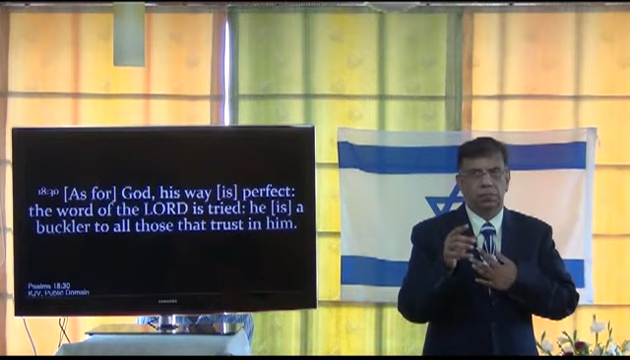 18:30 [As for] God, his way [is] perfect:
the word of the LORD is tried: he [is] a
buckler to all those that trust in him.
Psalms 18:30
KJV, Public Domain
SAMSUNG